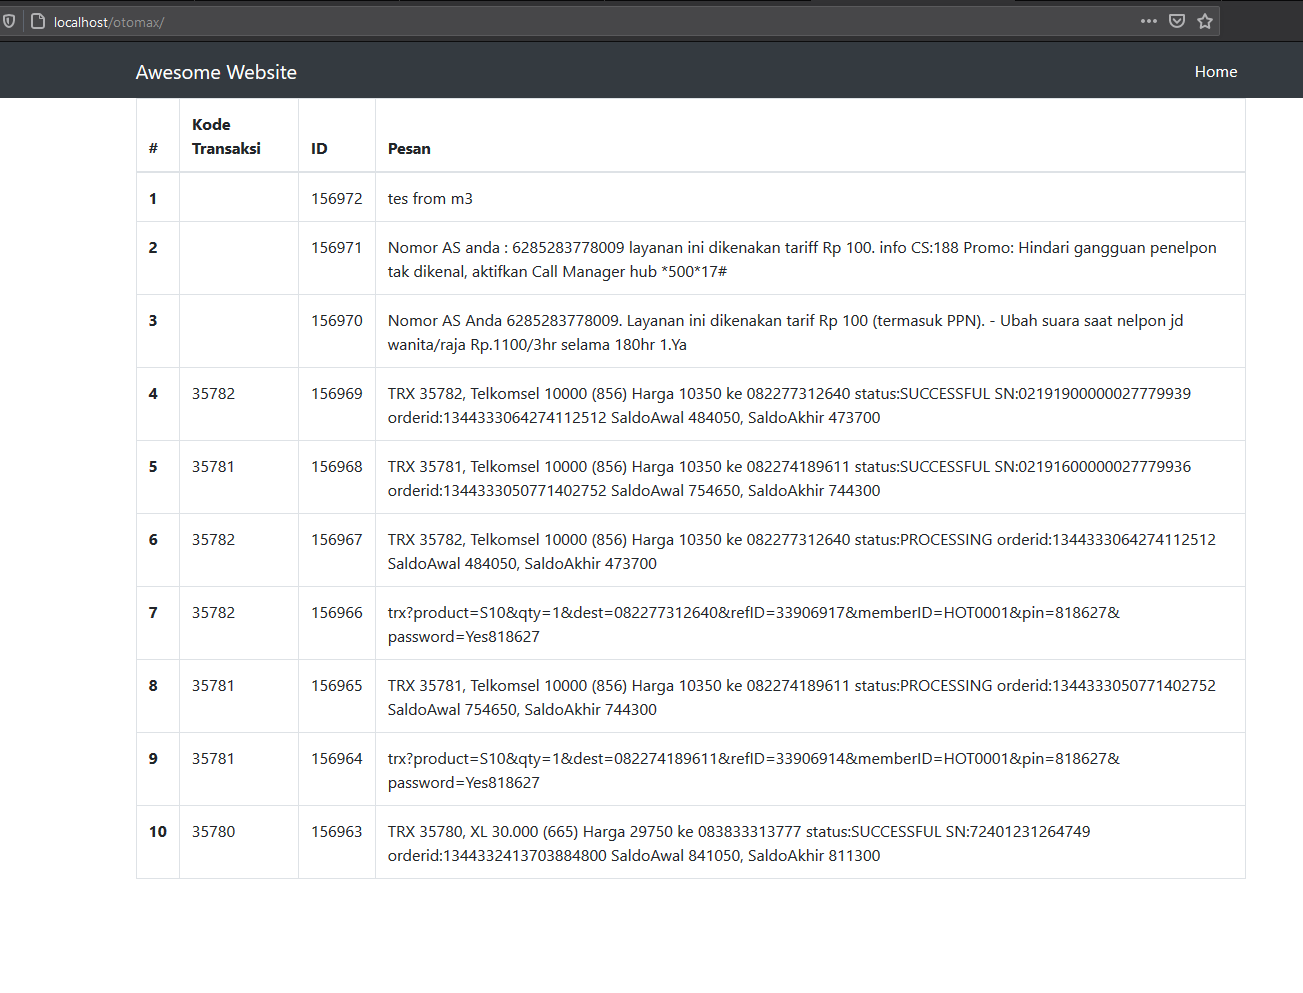 localhost/otomax/
Awesome Website
Home
#
Kode
Transaksi
ID
Pesan
1
156972
tes from m3
2
156971
Nomor AS anda : 6285283778009 layanan ini dikenakan tariff Rp 100. info CS:188 Promo: Hindari gangguan penelpon
tak dikenal, aktifkan Call Manager hub *500*17#
3
156970
Nomor AS Anda 6285283778009. Layanan ini dikenakan tarif Rp 100 (termasuk PPN). - Ubah suara saat nelpon jd
wanita/raja Rp.1100/3hr selama 180hr 1.Ya
4
35782
156969
TRX 35782, Telkomsel 10000 (856) Harga 10350 ke 082277312640 status:SUCCESSFUL SN:02191900000027779939
orderid:1344333064274112512 SaldoAwal 484050, SaldoAkhir 473700
5
35781
156968
TRX 35781, Telkomsel 10000 (856) Harga 10350 ke 082274189611 status:SUCCESSFUL SN:02191600000027779936
orderid:1344333050771402752 SaldoAwal 754650, SaldoAkhir 744300
6
35782
156967
TRX 35782, Telkomsel 10000 (856) Harga 10350 ke 082277312640 status:PROCESSING orderid:1344333064274112512
SaldoAwal 484050, SaldoAkhir 473700
7
35782
156966
trx?product=S10&qty=1&dest=082277312640&refID=33906917&memberID=HOT0001&pin=818627&
password=Yes818627
8
35781
156965
TRX 35781, Telkomsel 10000 (856) Harga 10350 ke 082274189611 status:PROCESSING orderid:1344333050771402752
SaldoAwal 754650, SaldoAkhir 744300
9
35781
156964
trx?product=S10&qty=1&dest=082274189611&refID=33906914&memberID=HOT0001&pin=818627&
password=Yes818627
10
35780
156963
TRX 35780, XL 30.000 (665) Harga 29750 ke 083833313777 status:SUCCESSFUL SN:72401231264749
orderid:1344332413703884800 SaldoAwal 841050, SaldoAkhir 811300